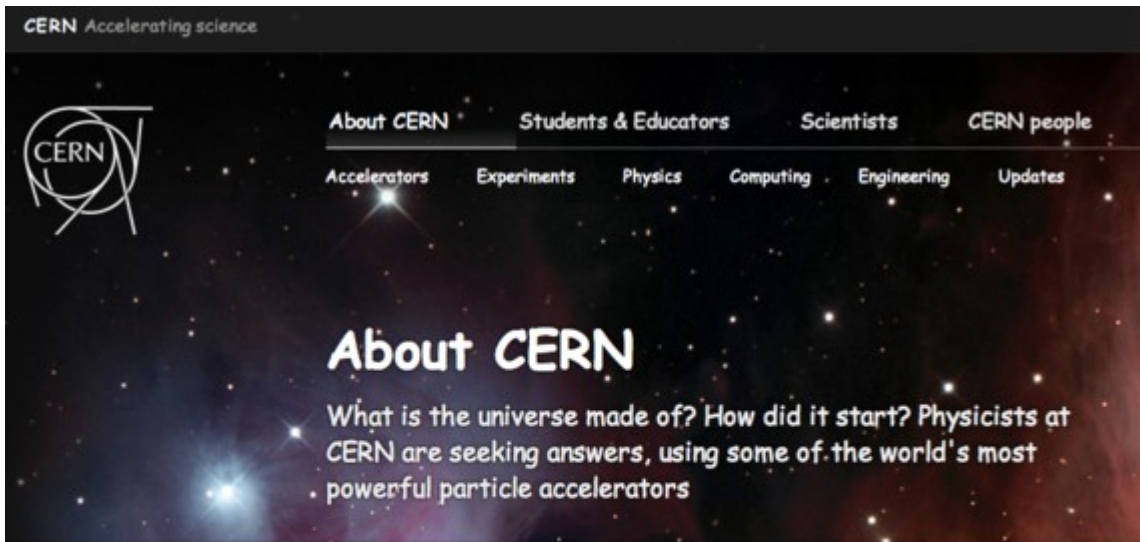 CERN Accelerating science
CERN
About CERN Students & Educators Scientists CERN people
Accelerators Experiments Physics Computing Engineering Updates
About CERN
What is the universe made of? How did it start? Physicists at
CERN are seeking answers, using some of the world's most
powerful particle accelerators